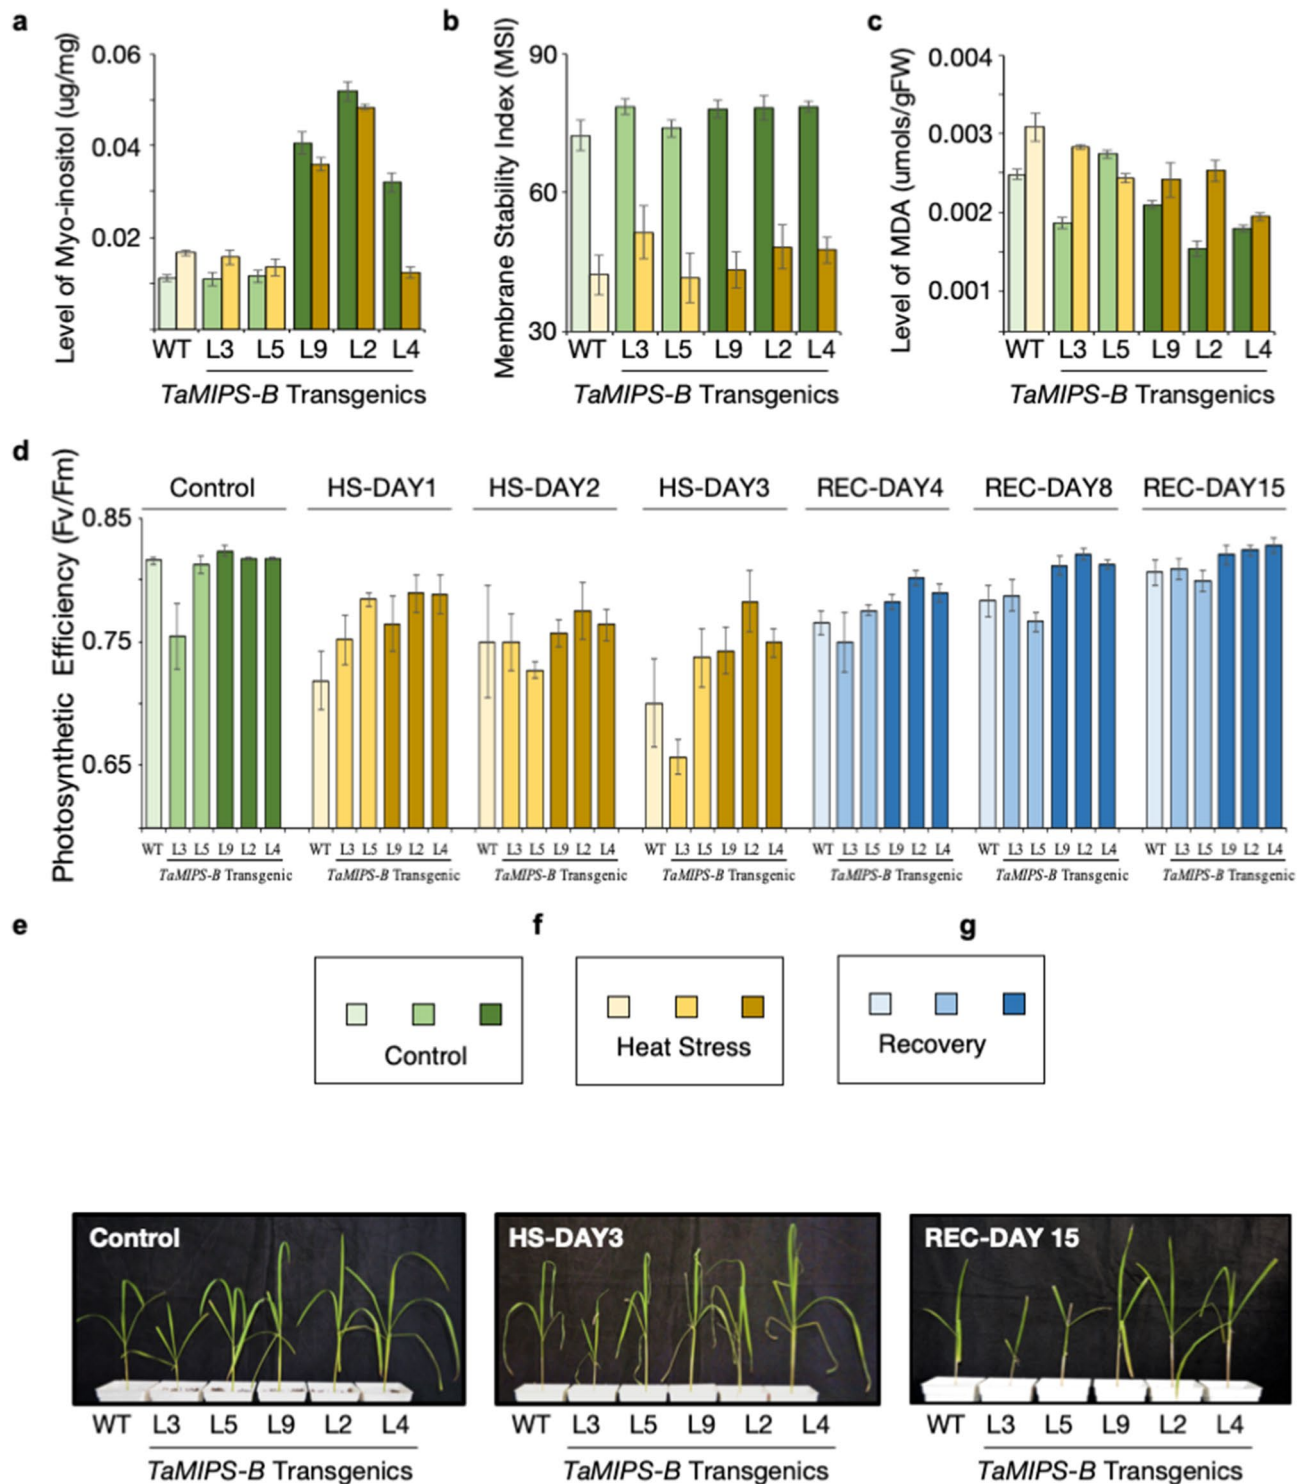 a
b
c
Level of Myo-inositol (ug/mg)
0.06
0.04
0.02
WT L3 L5 L9 L2 L4
TaMIPS-B Transgenics
Membrane Stability Index (MSI)
90
60
30
WT L3 L5 L9 L2 L4
TaMIPS-B Transgenics
Level of MDA (umols/gFW)
0.004
0.003
0.002
0.001
WT L3 L5 L9 L2 L4
TaMIPS-B Transgenics
d
Photosynthetic Efficiency (Fv/Fm)
Control HS-DAY1 HS-DAY2 HS-DAY3 REC-DAY4 REC-DAY8 REC-DAY15
0.85
0.75
0.65
WT L3 L5 L9 L2 L4 WT L3 L5 L9 L2 L4 WT L3 L5 L9 L2 L4 WT L3 L5 L9 L2 L4 WT L3 L5 L9 L2 L4 WT L3 L5 L9 L2 L4 WT L3 L5 L9 L2 L4
TaMIPS-B Transgenic TaMIPS-B Transgenic TaMIPS-B Transgenic TaMIPS-B Transgenic TaMIPS-B Transgenic TaMIPS-B Transgenic TaMIPS-B Transgenic
e
f
g
Control
Heat Stress
Recovery
Control
WT L3 L5 L9 L2 L4
TaMIPS-B Transgenics
HS-DAY3
WT L3 L5 L9 L2 L4
TaMIPS-B Transgenics
REC-DAY 15
WT L3 L5 L9 L2 L4
TaMIPS-B Transgenics